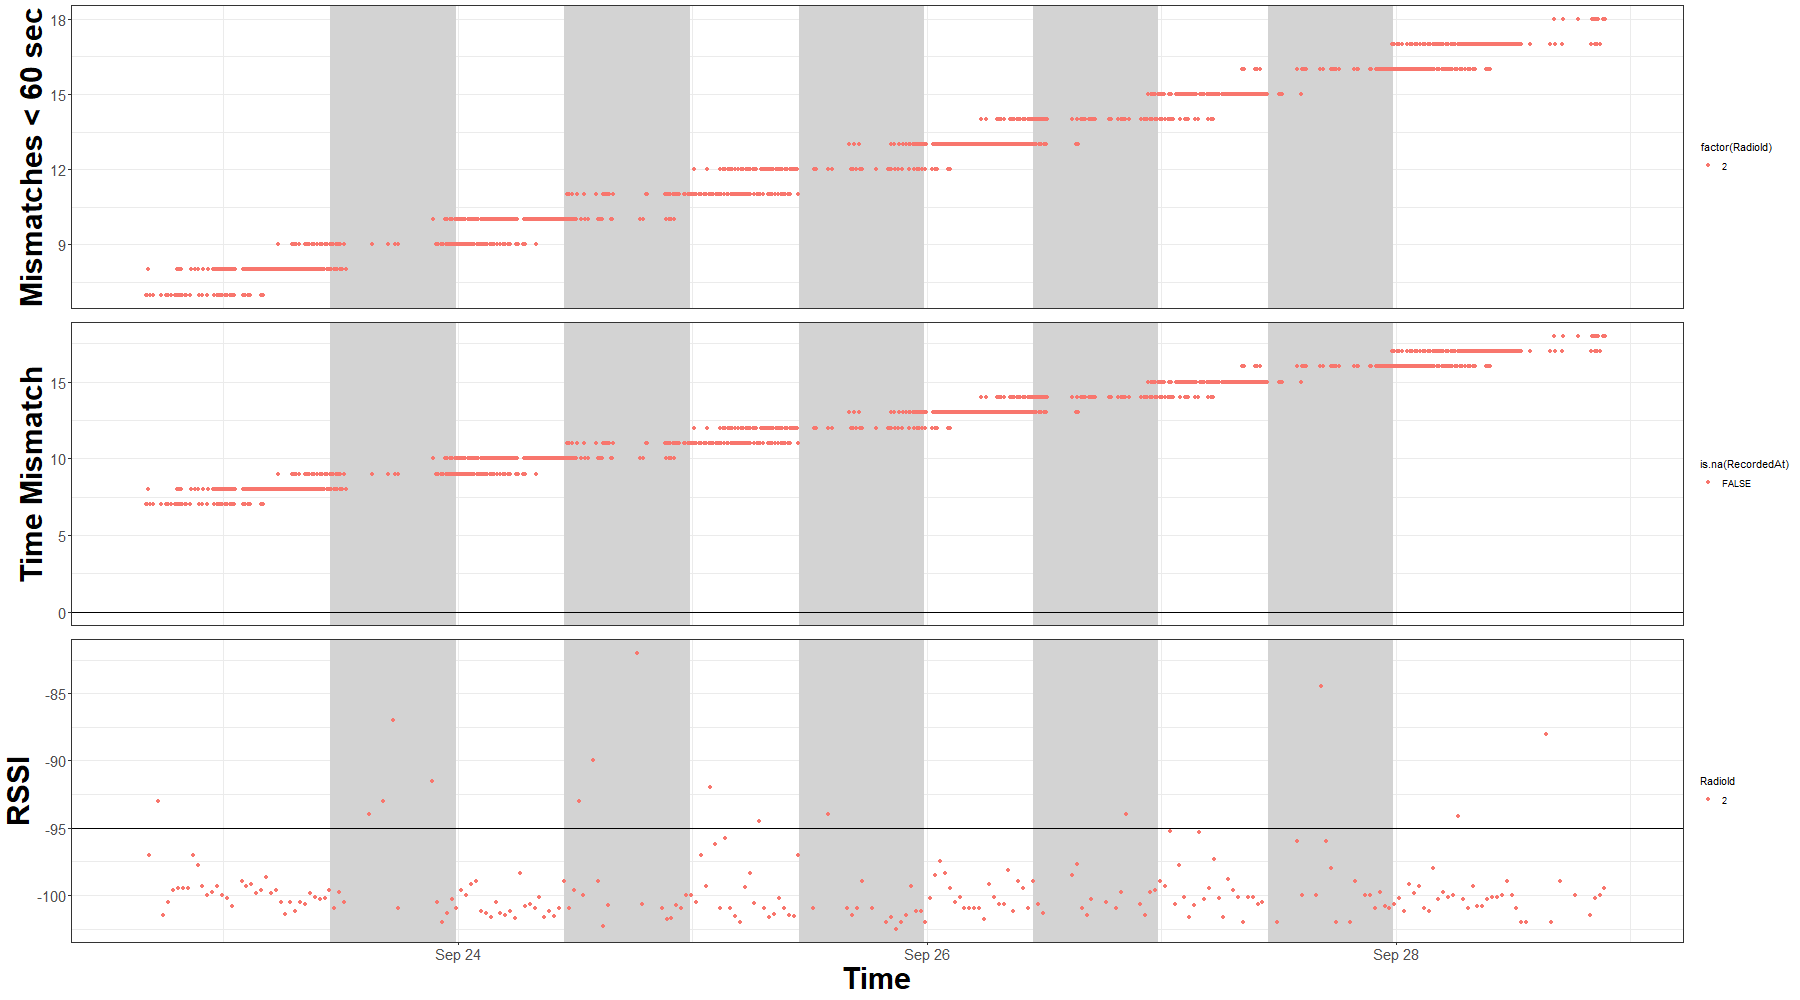 Mismatches < 60 sec
18
15
12
9
factor(RadioId)
2
Time Mismatch
15
10
5
0
is.na(RecordedAt)
FALSE
RSSI
-85
-90
-95
-100
RadioId
2
Sep 24
Sep 26
Sep 28
Time